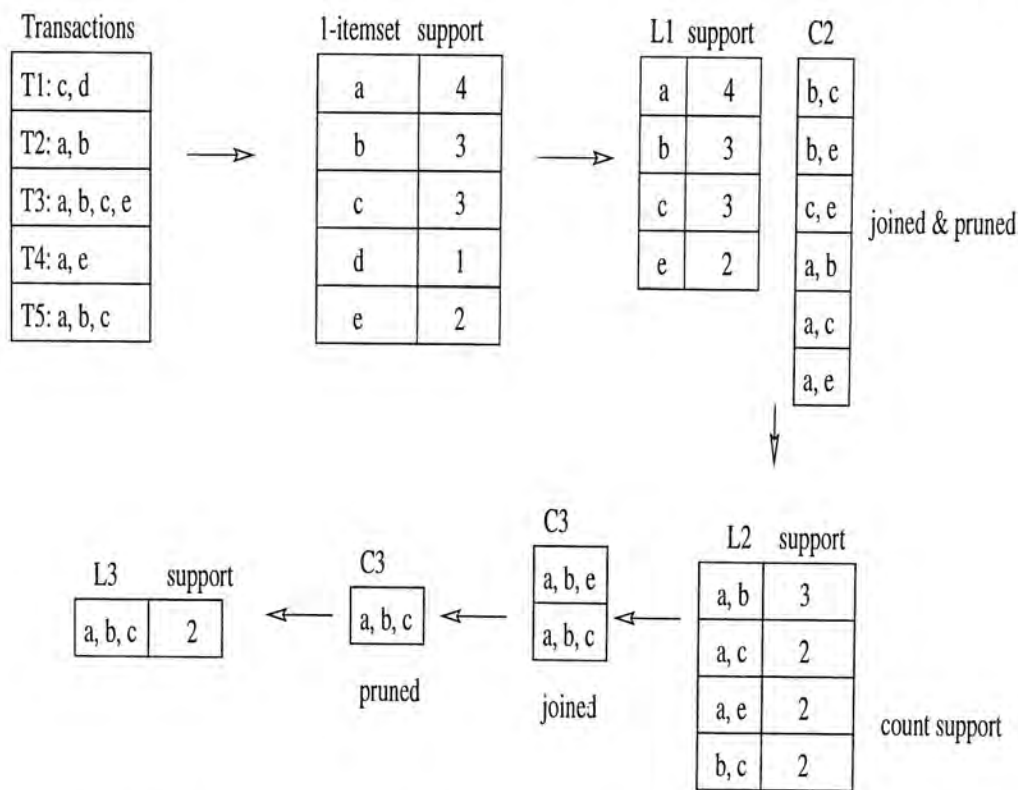 Transactions
T1: c, d
T2: a, b
T3: a, b, c, e
T4: a, e
T5: a, b, c
1-itemset support
a 4
b 3
c 3
d 1
e 2
L1 support
a 4
b 3
c 3
e 2
C2
b, c
b, e
c, e
a, b
a, c
a, e
joined & pruned
L2 support
a, b 3
a, c 2
a, e 2
b, c 2
count support
C3
a, b, e
a, b, c
joined
C3
a, b, c
pruned
L3 support
a, b, c 2